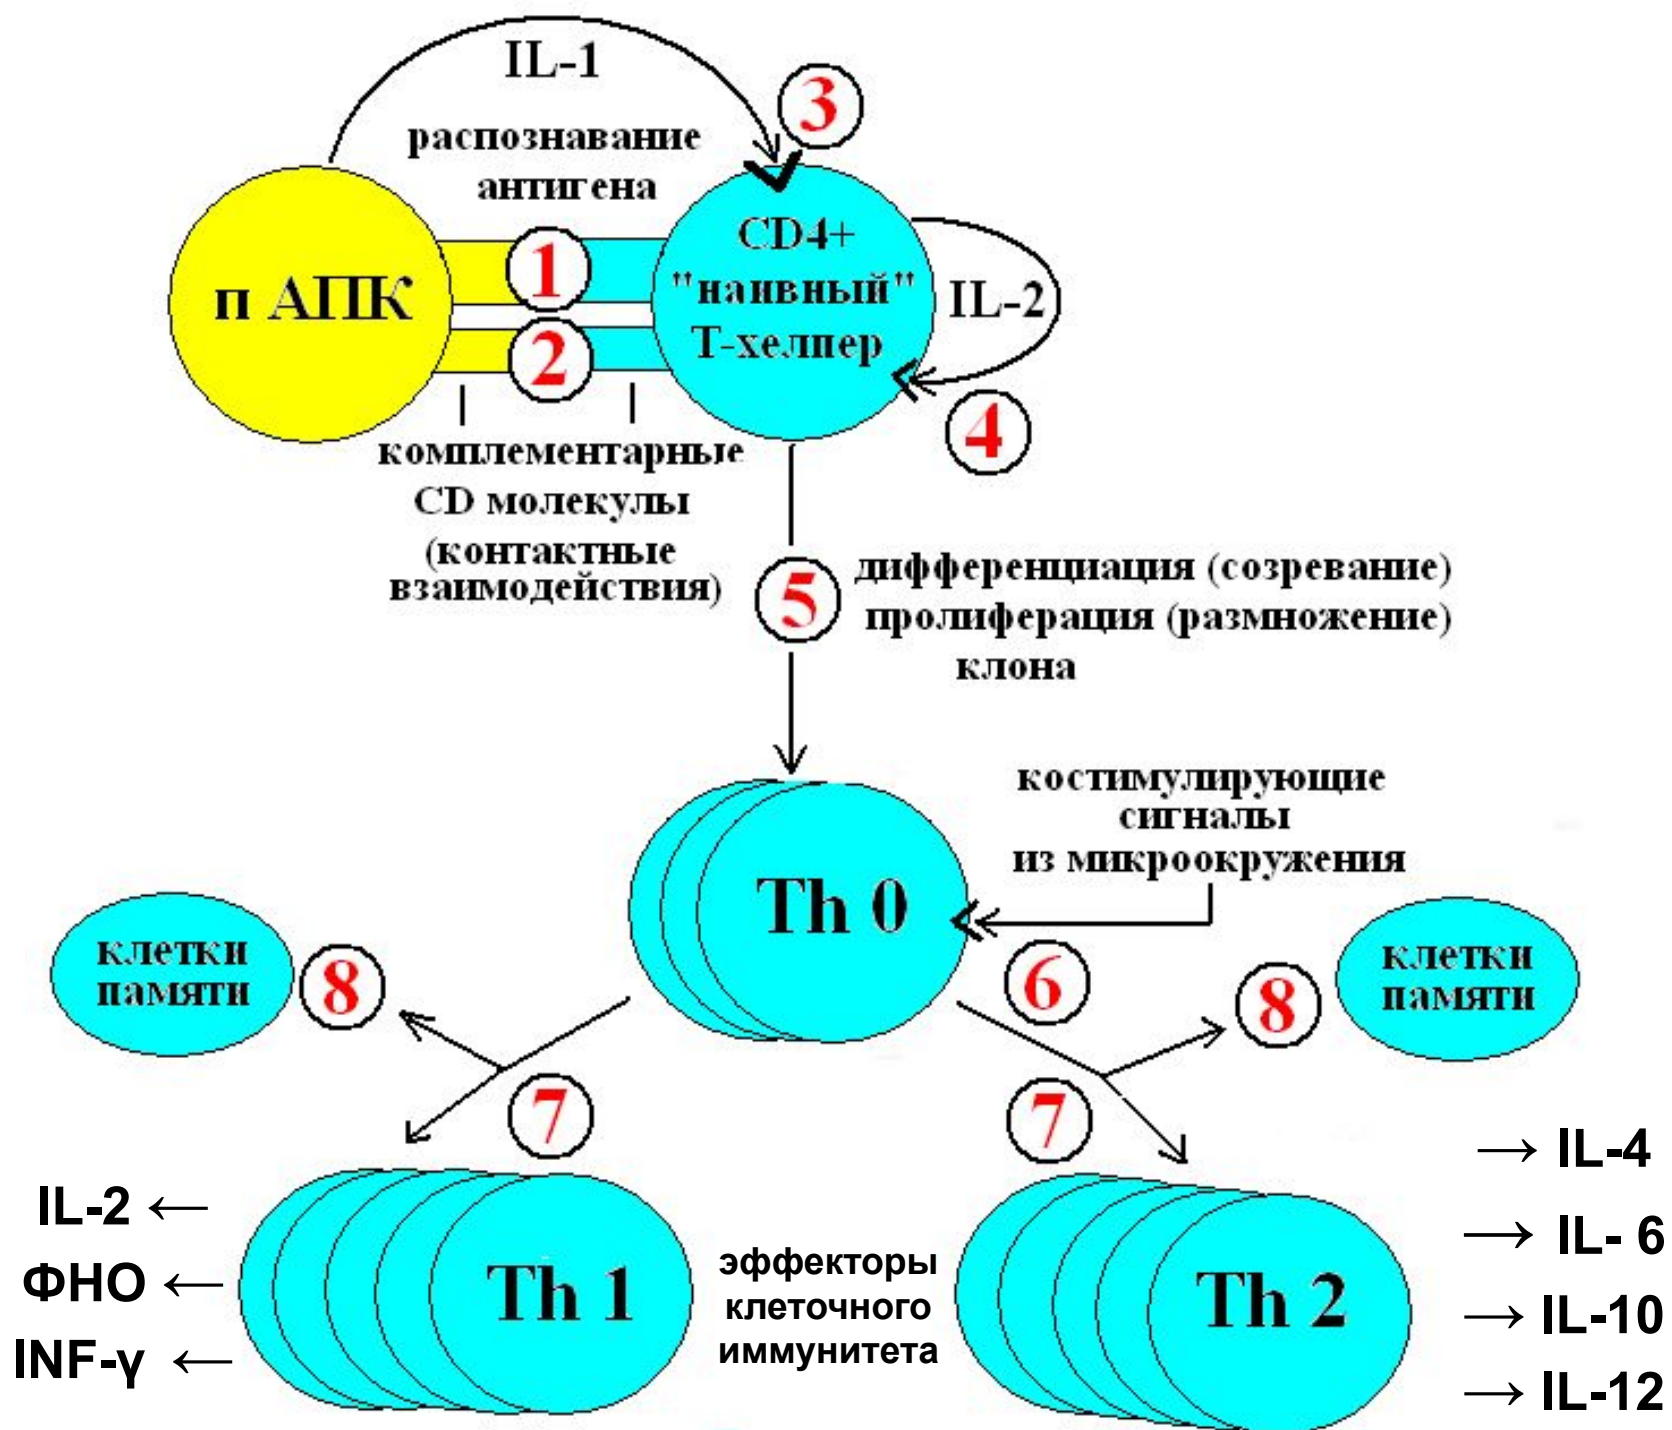 IL-1
3
распознавание
антигена
п АПК
1
2
CD4+
"наивный"
Т-хелпер
IL-2
4
комплементарные
CD молекулы
(контактные
взаимодействия)
5
дифференциация (созревание)
пролиферация (размножение)
клона
костимулирующие
сигналы
из микроокружения
Th 0
6
клетки
памяти
8
8
клетки
памяти
7
7
IL-2 ←
ФНО ←
INF-γ ←
Th 1
эффекторы
клеточного
иммунитета
Th 2
→ IL-4
→ IL- 6
→ IL-10
→ IL-12